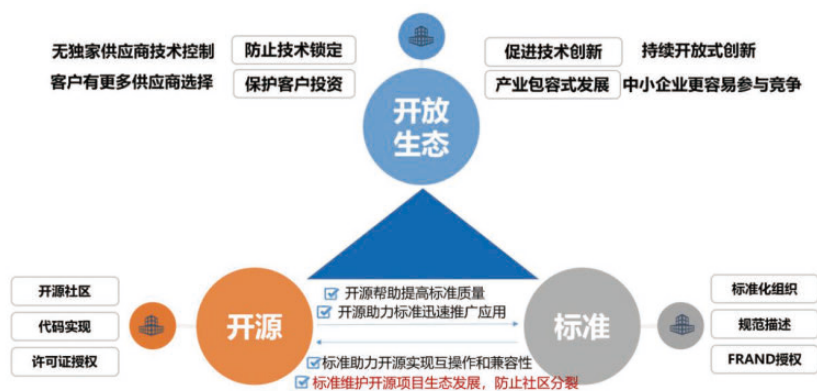 无独家供应商技术控制
防止技术锁定
促进技术创新
持续开放式创新
客户有更多供应商选择
保护客户投资
产业包容式发展
中小企业更容易参与竞争
开放
生态
开源社区
代码实现
许可证授权
开源
开源帮助提高标准质量
开源助力标准迅速推广应用
标准助力开源实现互操作和兼容性
标准维护开源项目生态发展，防止社区分裂
标准
标准化组织
规范描述
FRAND授权